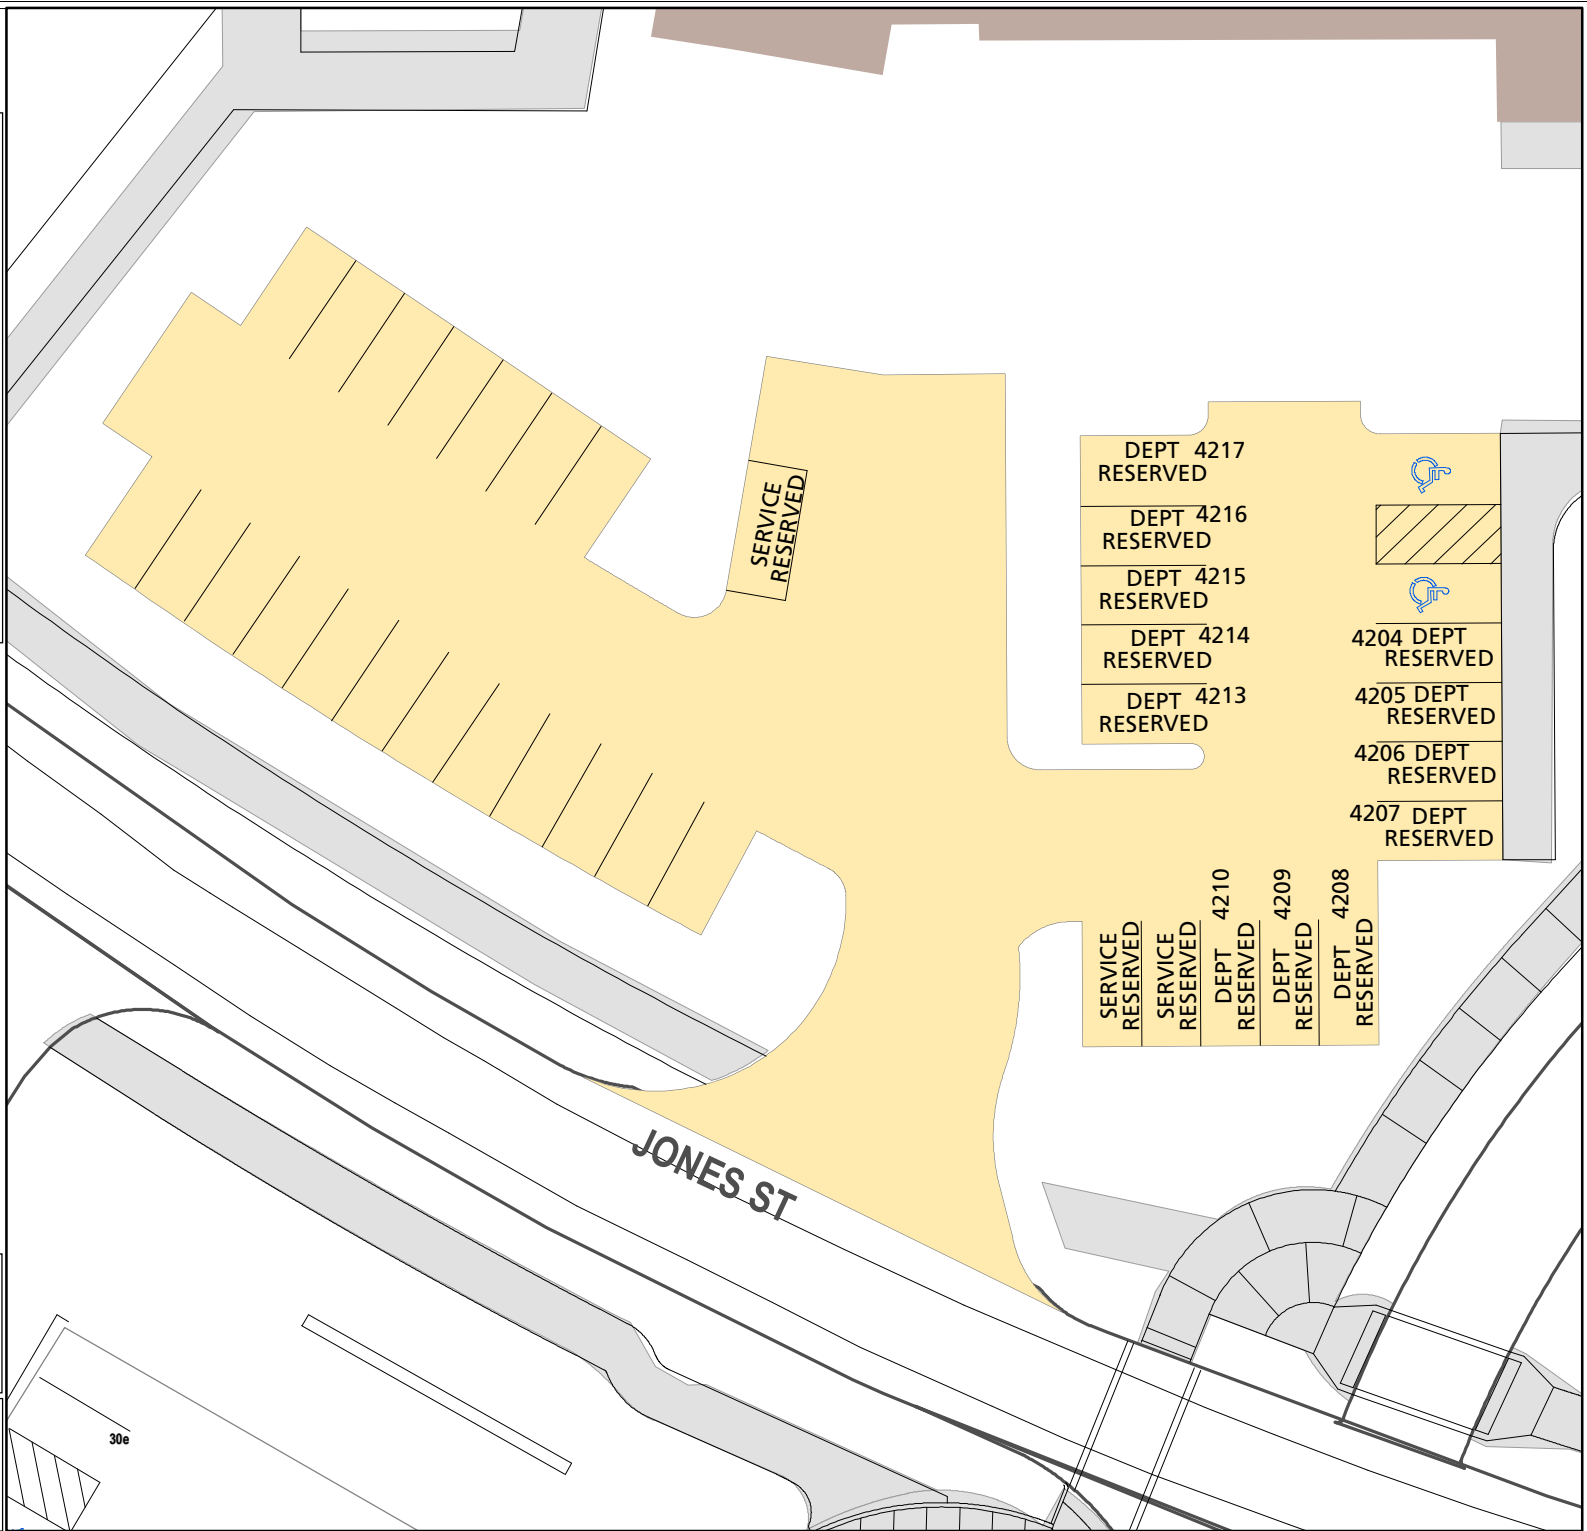 DEPT 4217
RESERVED
DEPT 4216
RESERVED
DEPT 4215
RESERVED
DEPT 4214
RESERVED
DEPT 4213
RESERVED
SERVICE
RESERVED
4204 DEPT
RESERVED
4205 DEPT
RESERVED
4206 DEPT
RESERVED
4207 DEPT
RESERVED
SERVICE
RESERVED
SERVICE
RESERVED
DEPT 4210
RESERVED
DEPT 4209
RESERVED
DEPT 4208
RESERVED
JONES ST
30e